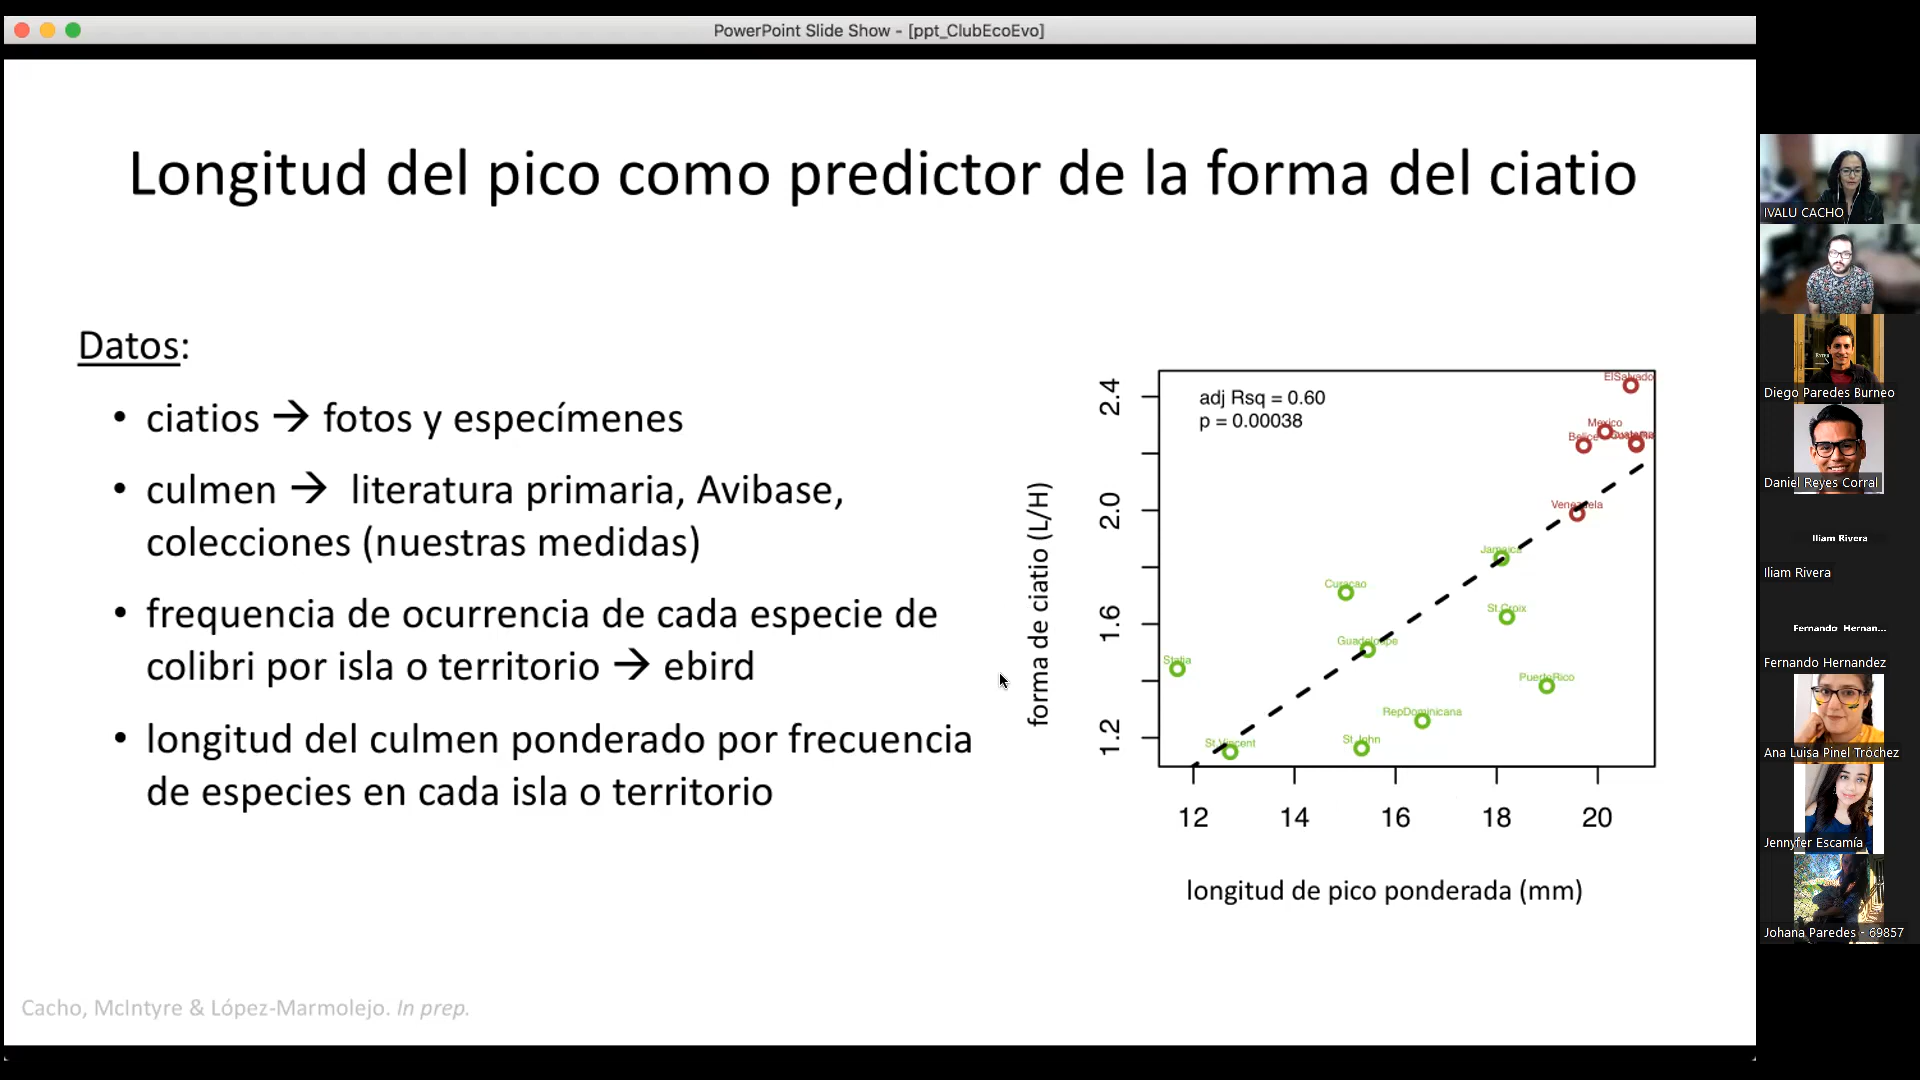 PowerPoint Slide Show - [ppt_ClubEcoEvo]
Longitud del pico como predictor de la forma del ciatio
Datos:
• ciatios → fotos y especímenes
• culmen → literatura primaria, Avibase,
colecciones (nuestras medidas)
• frequencia de ocurrencia de cada especie de
colibri por isla o territorio → ebird
• longitud del culmen ponderado por frecuencia
de especies en cada isla o territorio
adj Rsq = 0.60
p = 0.00038
forma de ciatio (L/H)
2.4
2.0
1.6
1.2
ElSalvado
Mexico
Belice
Venezuela
Jamaica
Curacao
St.Croix
Guadeloupe
Statia
PuertoRico
RepDominicana
St.Vincent
St.John
12 14 16 18 20
longitud de pico ponderada (mm)
Cacho, McIntyre & López-Marmolejo. In prep.
IVALU CACHO
Diego Paredes Burneo
Daniel Reyes Corral
Iliam Rivera
Iliam Rivera
Fernando Hernan...
Fernando Hernandez
Ana Luisa Pinel Tróchez
Jennyfer Escamía
Johana Paredes - 69857